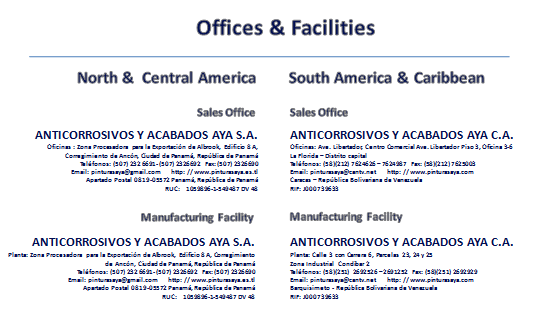 Offices & Facilities
North & Central America
Sales Office
ANTICORROSIVOS Y ACABADOS AYA S.A.
Oficinas : Zona Procesadora para la Exportación de Albrook, Edificio 8 A,
Corregimiento de Ancón, Ciudad de Panamá, República de Panamá
Teléfonos: (507) 232 6691- (507) 2326692 Fax: (507) 2326690
Email: pinturasaya@gmail.com http: // www.pinturasaya.es.tl
Apartado Postal 0819-03572 Panamá, República de Panamá
RUC: 1059896-1-549487 DV 48
Manufacturing Facility
ANTICORROSIVOS Y ACABADOS AYA S.A.
Planta: Zona Procesadora para la Exportación de Albrook, Edificio 8 A, Corregimiento
de Ancón, Ciudad de Panamá, República de Panamá
Teléfonos: (507) 232 6691- (507) 2326692 Fax: (507) 2326690
Email: pinturasaya@gmail.com http: // www.pinturasaya.es.tl
Apartado Postal 0819-03572 Panamá, República de Panamá
RUC: 1059896-1-549487 DV 48
South America & Caribbean
Sales Office
ANTICORROSIVOS Y ACABADOS AYA C.A.
Oficinas: Ave. Libertador, Centro Comercial Ave. Libertador Piso 3, Oficina 3-6
La Florida – Distrito capital
Teléfonos: (58)(212) 7624626 – 7624987 Fax: (58)(212) 7625003
Email: pinturasaya@cantv.net http: // www.pinturasaya.com
Caracas – República Bolivariana de Venezuela
RIF: J000739633
Manufacturing Facility
ANTICORROSIVOS Y ACABADOS AYA C.A.
Planta: Calle 3 con Carrera 6, Parcelas 23, 24 y 25
Zona Industrial Condibar 2
Teléfonos: (58)(251) 2692526 – 2691252 Fax: (58)(251) 2692929
Email: pinturasaya@cantv.net http: // www.pinturasaya.com
Barquisimeto - República Bolivariana de Venezuela
RIF: J000739633